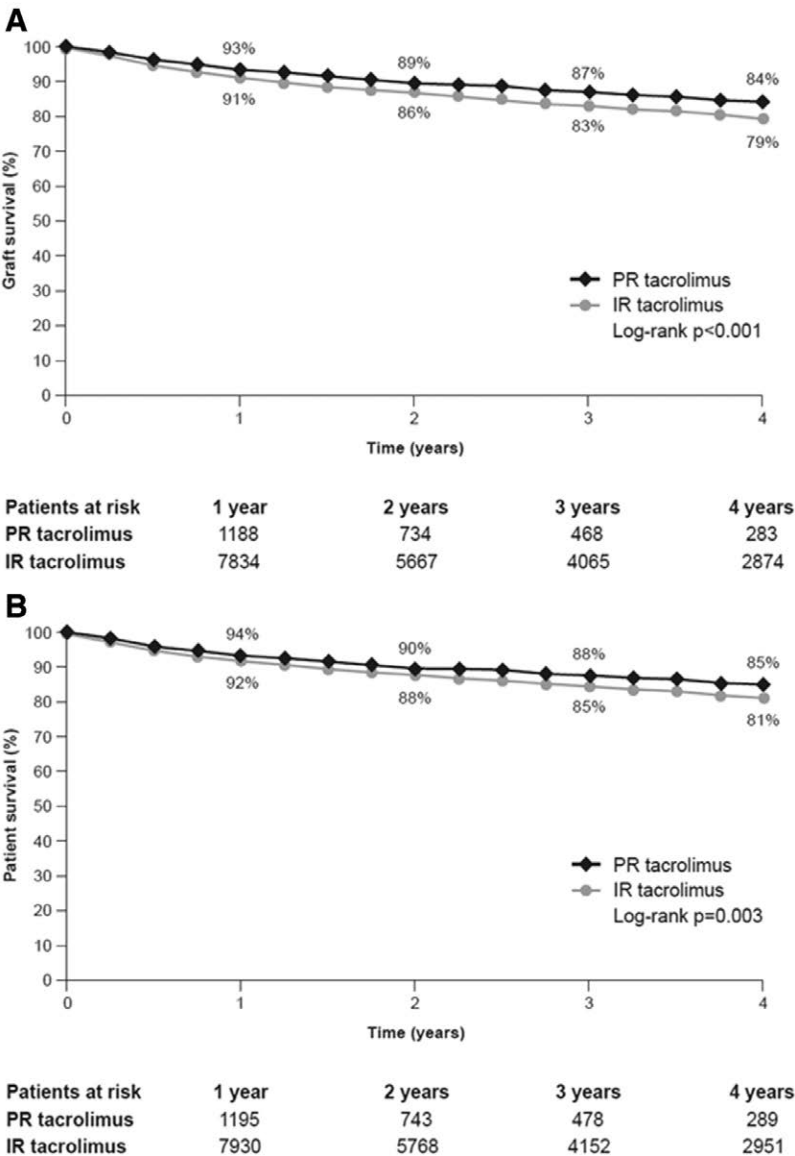 A
Graft survival (%)
100
90
80
70
60
50
40
30
20
10
0
93%
89%
87%
84%
91%
86%
83%
79%
PR tacrolimus
IR tacrolimus
Log-rank p<0.001
0 1 2 3 4
Time (years)
Patients at risk 1 year 2 years 3 years 4 years
PR tacrolimus 1188 734 468 283
IR tacrolimus 7834 5667 4065 2874
B
Patient survival (%)
100
90
80
70
60
50
40
30
20
10
0
94%
90%
88%
85%
92%
88%
85%
81%
PR tacrolimus
IR tacrolimus
Log-rank p=0.003
0 1 2 3 4
Time (years)
Patients at risk 1 year 2 years 3 years 4 years
PR tacrolimus 1195 743 478 289
IR tacrolimus 7930 5768 4152 2951